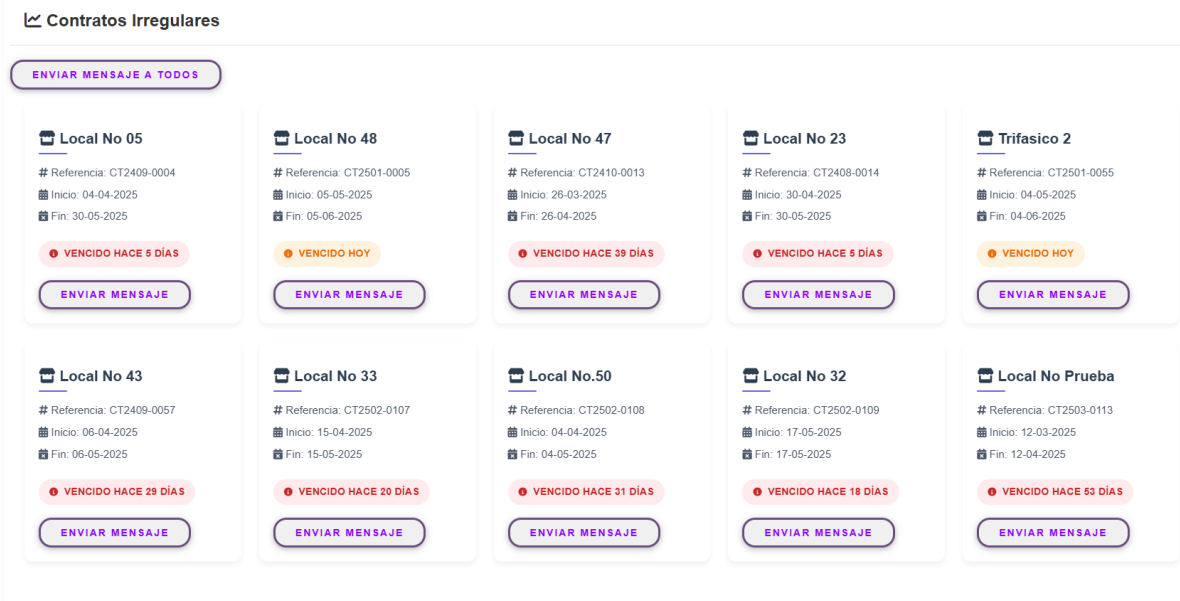 Contratos Irregulares
ENVIAR MENSAJE A TODOS
Local No 05
# Referencia: CT2409-0004
Inicio: 04-04-2025
Fin: 30-05-2025
VENCIDO HACE 5 DÍAS
ENVIAR MENSAJE
Local No 48
# Referencia: CT2501-0005
Inicio: 05-05-2025
Fin: 05-06-2025
VENCIDO HOY
ENVIAR MENSAJE
Local No 47
# Referencia: CT2410-0013
Inicio: 26-03-2025
Fin: 26-04-2025
VENCIDO HACE 39 DÍAS
ENVIAR MENSAJE
Local No 23
# Referencia: CT2408-0014
Inicio: 30-04-2025
Fin: 30-05-2025
VENCIDO HACE 5 DÍAS
ENVIAR MENSAJE
Trifasico 2
# Referencia: CT2501-0055
Inicio: 04-05-2025
Fin: 04-06-2025
VENCIDO HOY
ENVIAR MENSAJE
Local No 43
# Referencia: CT2409-0057
Inicio: 06-04-2025
Fin: 06-05-2025
VENCIDO HACE 29 DÍAS
ENVIAR MENSAJE
Local No 33
# Referencia: CT2502-0107
Inicio: 15-04-2025
Fin: 15-05-2025
VENCIDO HACE 20 DÍAS
ENVIAR MENSAJE
Local No.50
# Referencia: CT2502-0108
Inicio: 04-04-2025
Fin: 04-05-2025
VENCIDO HACE 31 DÍAS
ENVIAR MENSAJE
Local No 32
# Referencia: CT2502-0109
Inicio: 17-05-2025
Fin: 17-05-2025
VENCIDO HACE 18 DÍAS
ENVIAR MENSAJE
Local No Prueba
# Referencia: CT2503-0113
Inicio: 12-03-2025
Fin: 12-04-2025
VENCIDO HACE 53 DÍAS
ENVIAR MENSAJE